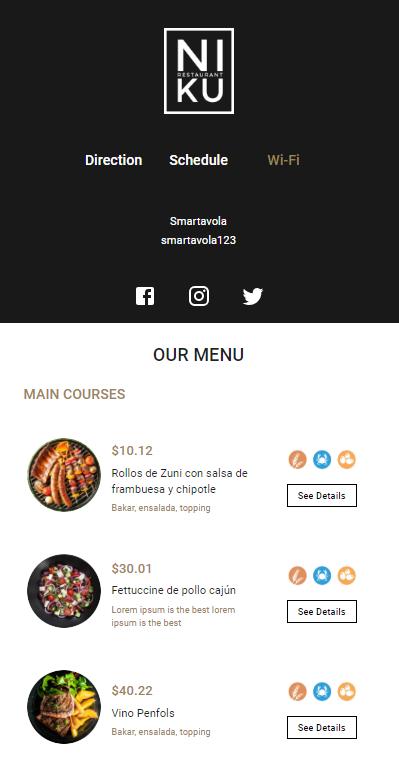 NI
RESTAURANT
KU
Direction Schedule Wi-Fi
Smartavola
smartavola123
OUR MENU
MAIN COURSES
$10.12
Rollos de Zuni con salsa de
frambuesa y chipotle
Bakar, ensalada, topping
See Details
$30.01
Fettuccine de pollo cajún
Lorem ipsum is the best lorem
ipsum is the best
See Details
$40.22
Vino Penfols
Bakar, ensalada, topping
See Details